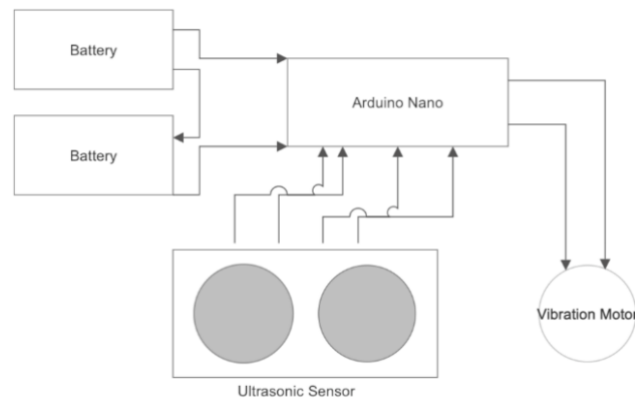 Battery
Arduino Nano
Battery
Vibration Motor
Ultrasonic Sensor